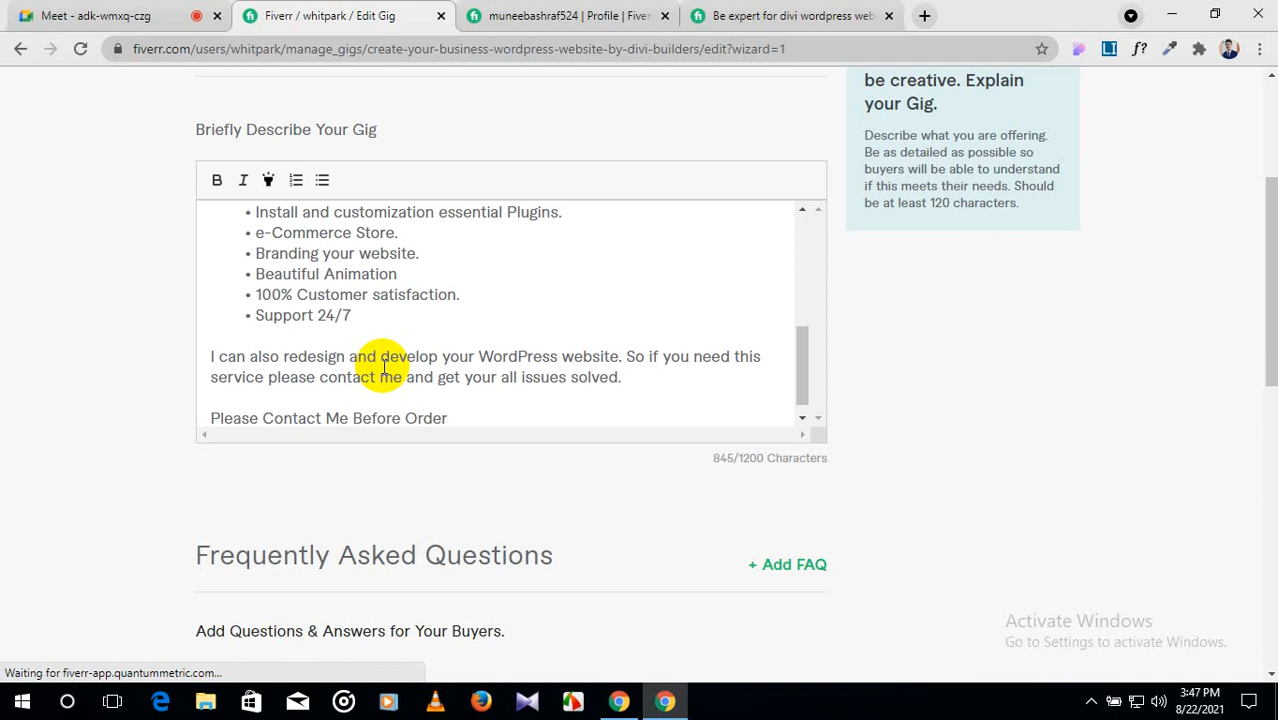 Meet - adk-wmxq-czg
Fiverr / whitpark / Edit Gig
muneebashraf524 | Profile | Fiver
Be expert for divi wordpress web
fiverr.com/users/whitpark/manage_gigs/create-your-business-wordpress-website-by-divi-builders/edit?wizard=1
be creative. Explain
your Gig.
Describe what you are offering.
Be as detailed as possible so
buyers will be able to understand
if this meets their needs. Should
be at least 120 characters.
Briefly Describe Your Gig
B I
• Install and customization essential Plugins.
• e-Commerce Store.
• Branding your website.
• Beautiful Animation
• 100% Customer satisfaction.
• Support 24/7
I can also redesign and develop your WordPress website. So if you need this
service please contact me and get your all issues solved.
Please Contact Me Before Order
845/1200 Characters
Frequently Asked Questions
+ Add FAQ
Add Questions & Answers for Your Buyers.
Activate Windows
Go to Settings to activate Windows.
Waiting for fiverr-app.quantummetric.com...
3:47 PM
8/22/2021